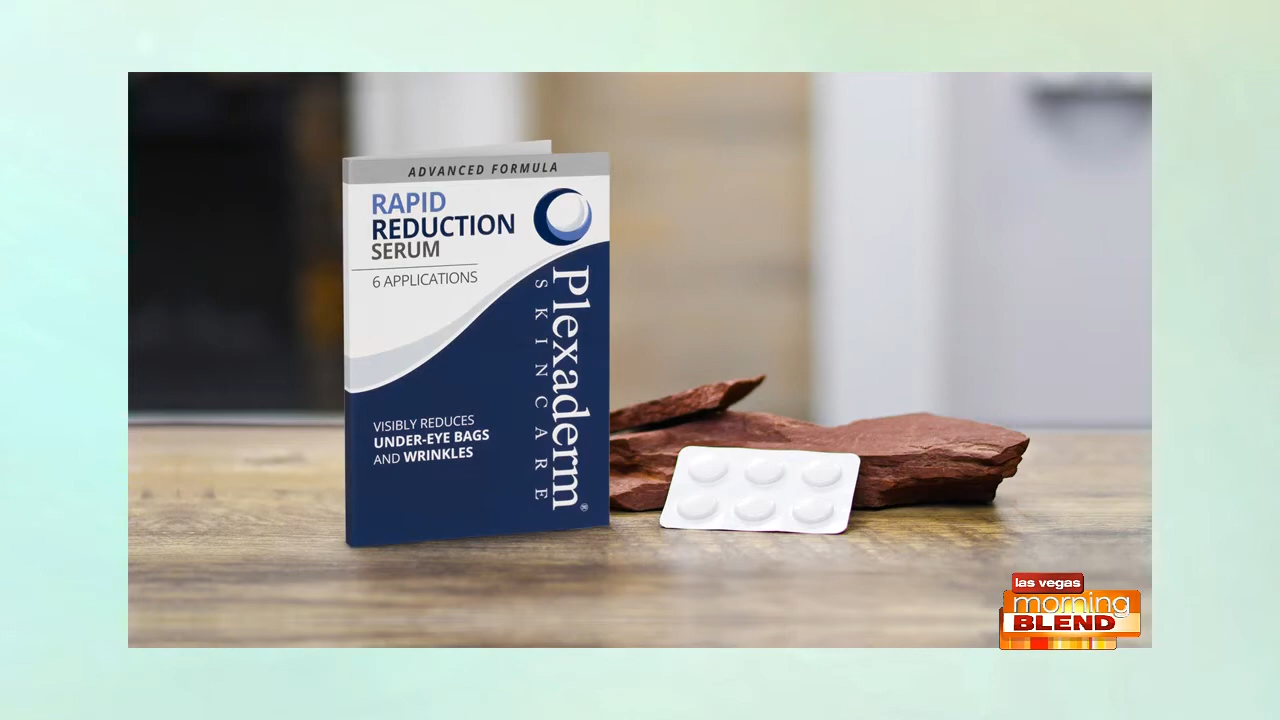 ADVANCED FORMULA
RAPID
REDUCTION
SERUM
6 APPLICATIONS
Plexaderm®
SKINCARE
VISIBLY REDUCES
UNDER-EYE BAGS
AND WRINKLES
las vegas
morning
BLEND